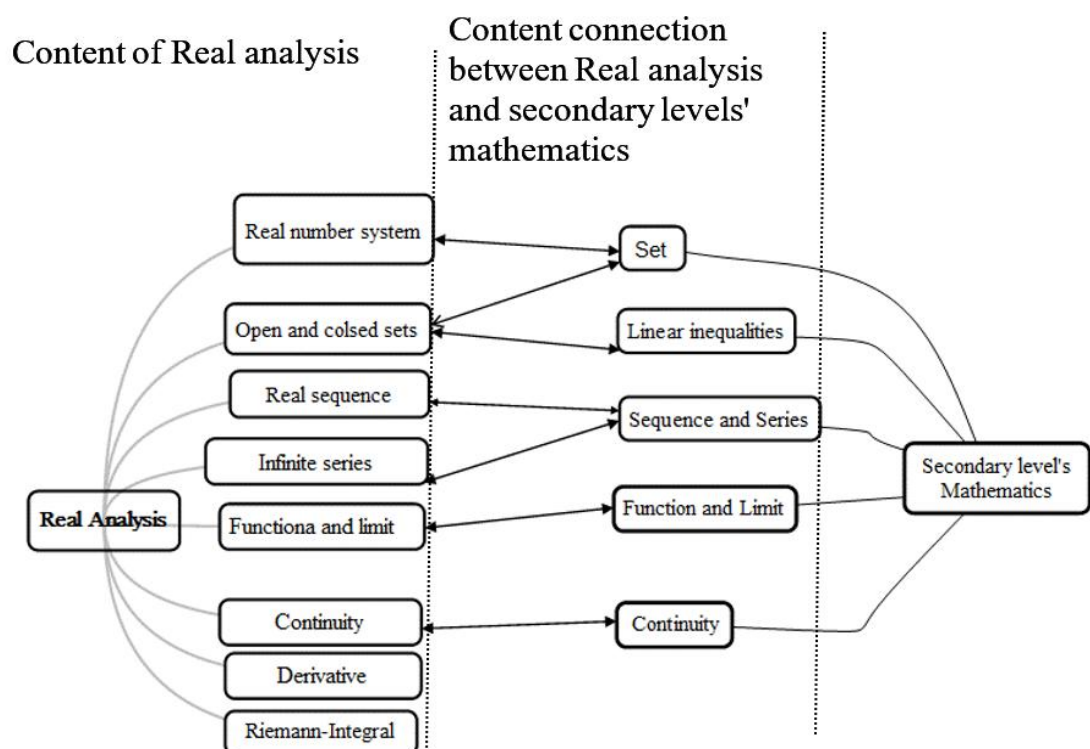 Content of Real analysis
Content connection
between Real analysis
and secondary levels'
mathematics
Real number system
Open and colsed sets
Real sequence
Infinite series
Real Analysis
Functiona and limit
Continuity
Derivative
Riemann-Integral
Set
Linear inequalities
Sequence and Series
Function and Limit
Continuity
Secondary level's
Mathematics